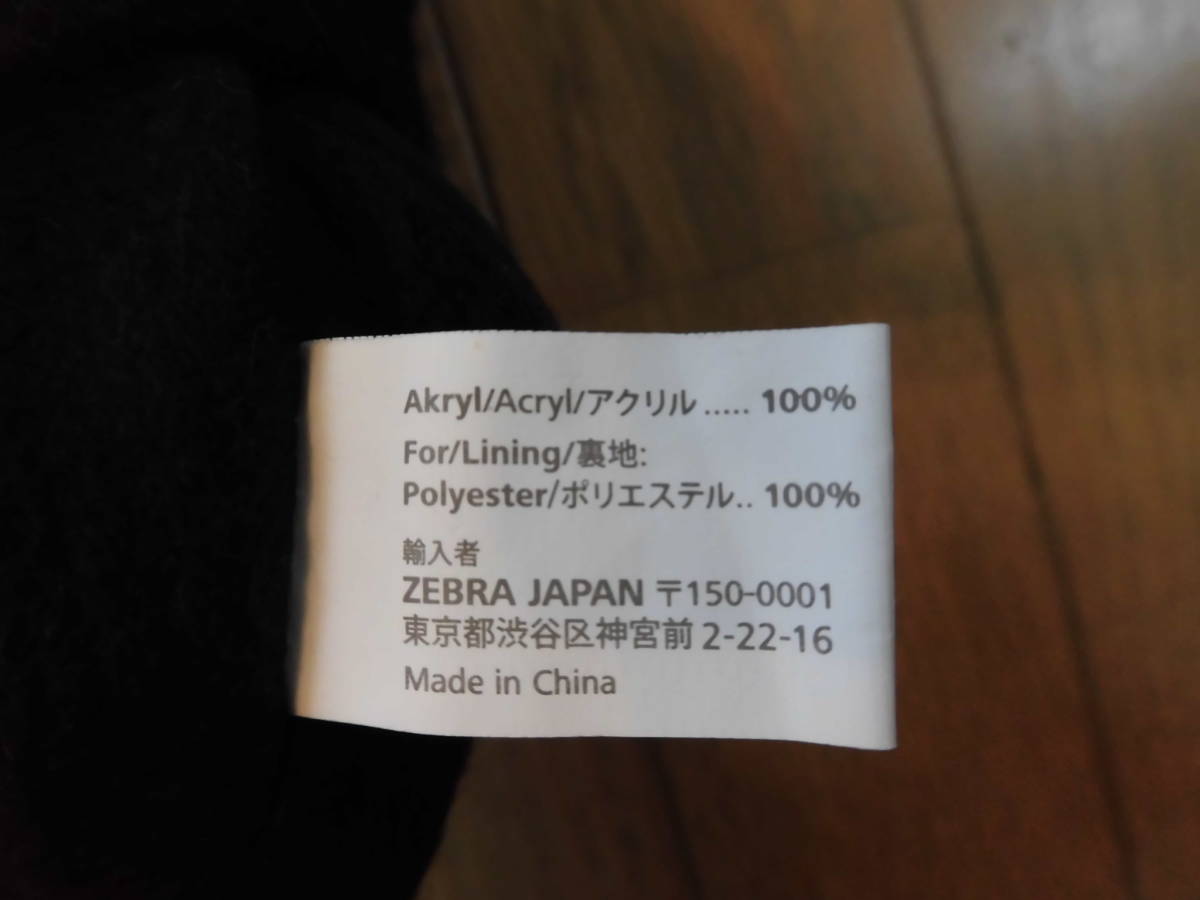 Akryl/Acryl/アクリル ..... 100%
For/Lining/裏地:
Polyester/ポリエステル.. 100%
輸入者
ZEBRA JAPAN 〒150-0001
東京都渋谷区神宮前 2-22-16
Made in China